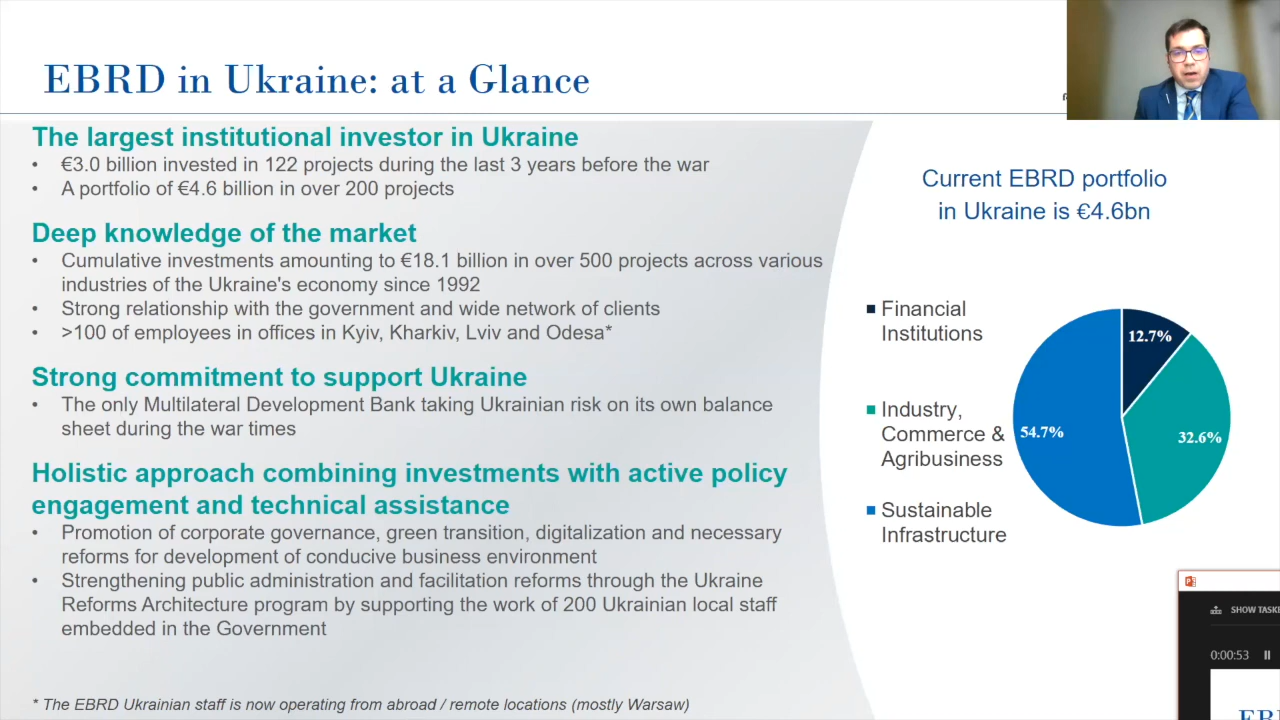 EBRD in Ukraine: at a Glance
The largest institutional investor in Ukraine
• €3.0 billion invested in 122 projects during the last 3 years before the war
• A portfolio of €4.6 billion in over 200 projects
Deep knowledge of the market
• Cumulative investments amounting to €18.1 billion in over 500 projects across various
industries of the Ukraine's economy since 1992
• Strong relationship with the government and wide network of clients
• >100 of employees in offices in Kyiv, Kharkiv, Lviv and Odesa*
Strong commitment to support Ukraine
• The only Multilateral Development Bank taking Ukrainian risk on its own balance
sheet during the war times
Holistic approach combining investments with active policy
engagement and technical assistance
• Promotion of corporate governance, green transition, digitalization and necessary
reforms for development of conducive business environment
• Strengthening public administration and facilitation reforms through the Ukraine
Reforms Architecture program by supporting the work of 200 Ukrainian local staff
embedded in the Government
* The EBRD Ukrainian staff is now operating from abroad / remote locations (mostly Warsaw)
Current EBRD portfolio
in Ukraine is €4.6bn
Financial
Institutions
Industry,
Commerce &
Agribusiness
Sustainable
Infrastructure
12.7%
32.6%
54.7%
SHOW TASK
0:00:53